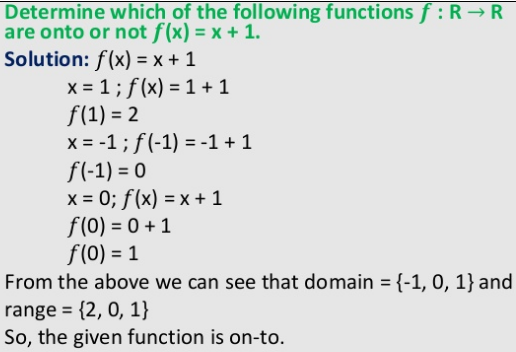 Determine which of the following functions f : R → R
are onto or not f(x) = x + 1.
Solution: f(x) = x + 1
x = 1 ; f(x) = 1 + 1
f(1) = 2
x = -1 ; f(-1) = -1 + 1
f(-1) = 0
x = 0; f(x) = x + 1
f(0) = 0 + 1
f(0) = 1
From the above we can see that domain = {-1, 0, 1} and
range = {2, 0, 1}
So, the given function is on-to.